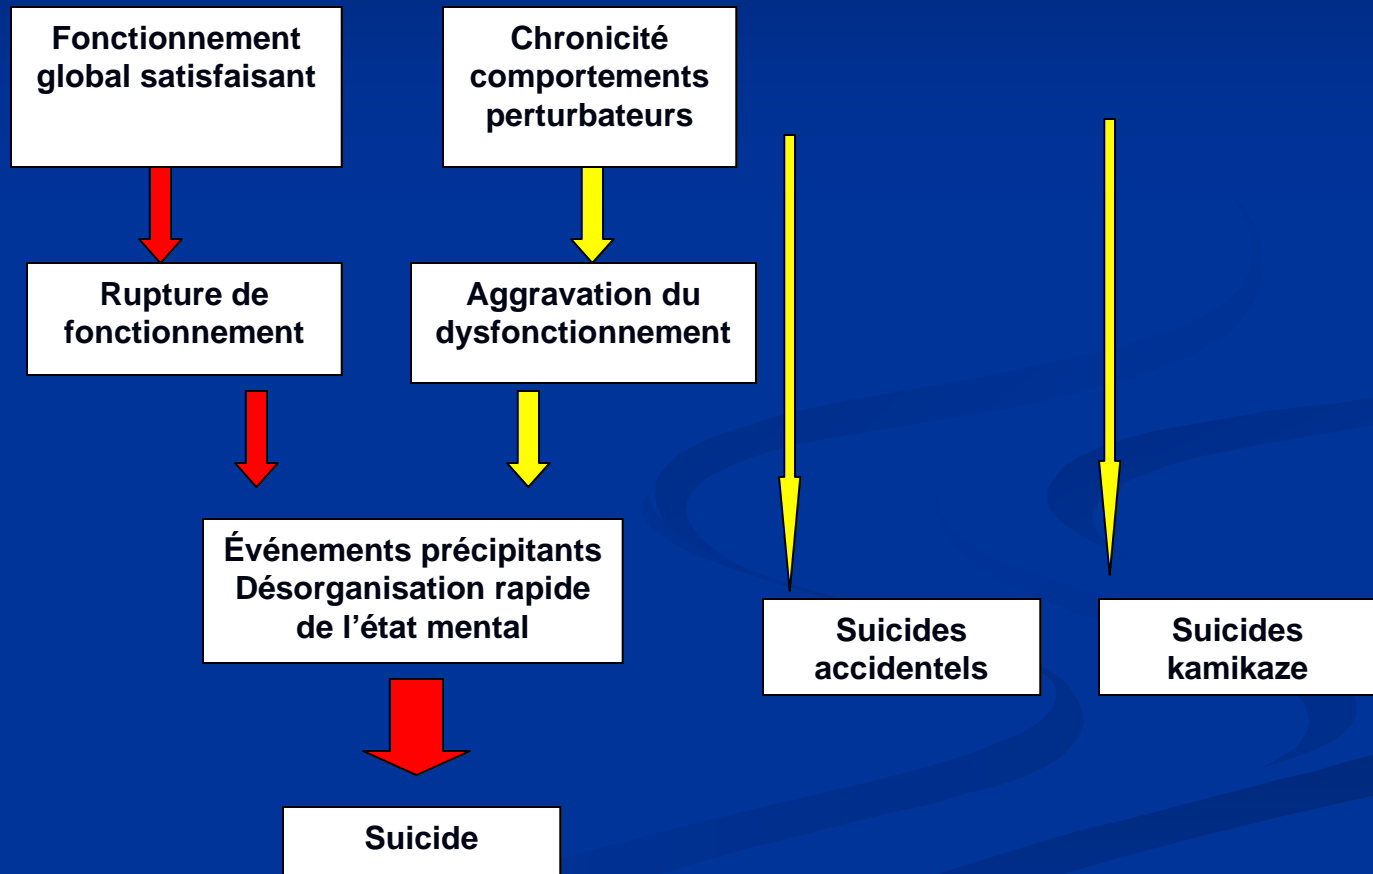 Fonctionnement
global satisfaisant
Chronicité
comportements
perturbateurs
Rupture de
fonctionnement
Aggravation du
dysfonctionnement
Événements précipitants
Désorganisation rapide
de l’état mental
Suicides
accidentels
Suicides
kamikaze
Suicide